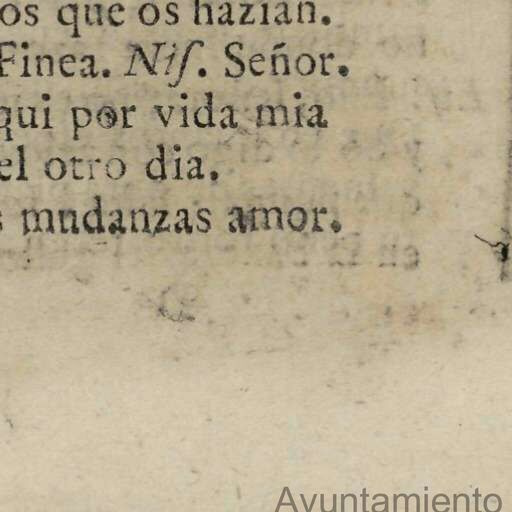 os que os hazian.
Finea. Nis. Señor.
qui por vida mia
el otro dia.
s mudanzas amor.
Ayuntamiento